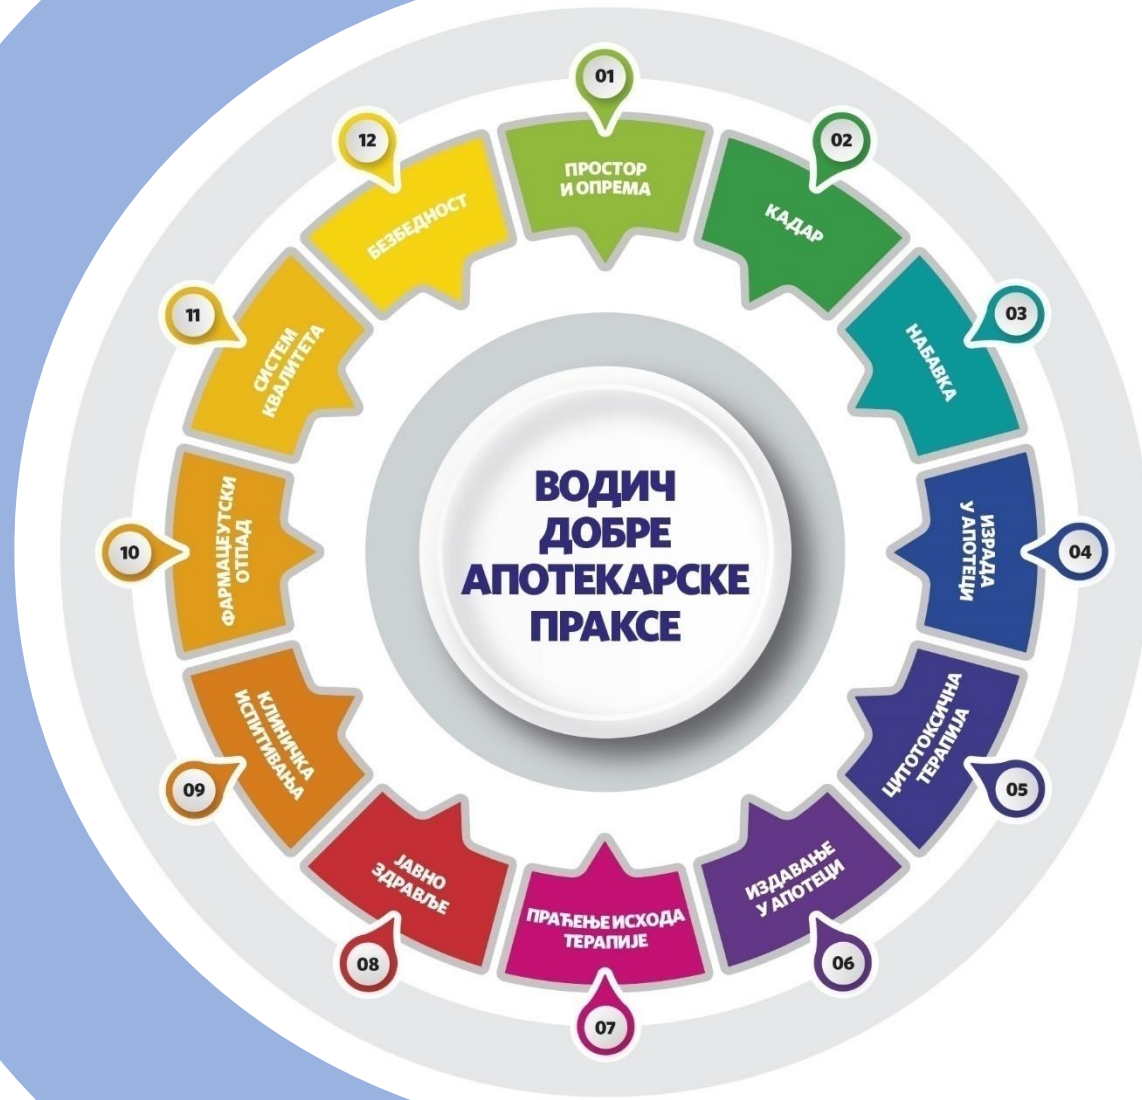 ВОДИЧ
ДОБРЕ
АПОТЕКАРСКЕ
ПРАКСЕ
01
ПРОСТОР
И ОПРЕМА
02
КАДАР
03
НАБАВКА
04
ИЗРАДА
У АПОТЕЦИ
05
ЦИТОТОКСИЧНА
ТЕРАПИЈА
06
ИЗДАВАЊЕ
У АПОТЕЦИ
07
ПРАЋЕЊЕ ИСХОДА
ТЕРАПИЈЕ
08
ЈАВНО
ЗДРАВЉЕ
09
КЛИНИЧКА
ИСПИТИВАЊА
10
ФАРМАЦЕУТСКИ
ОТПАД
11
СИСТЕМ
КВАЛИТЕТА
12
БЕЗБЕДНОСТ